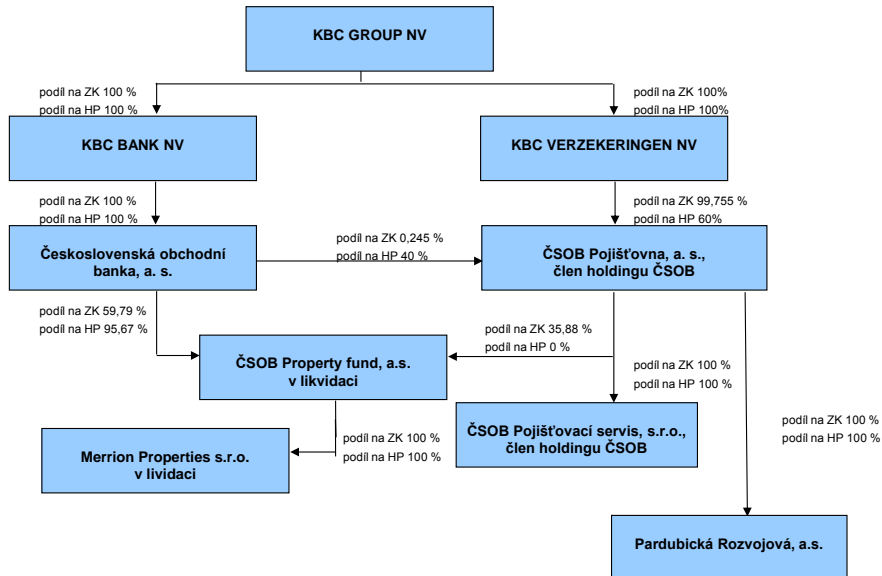 KBC GROUP NV
podíl na ZK 100 %
podíl na HP 100 %
podíl na ZK 100%
podíl na HP 100%
KBC BANK NV
KBC VERZEKERINGEN NV
podíl na ZK 100 %
podíl na HP 100 %
podíl na ZK 99,755 %
podíl na HP 60%
Československá obchodní
banka, a. s.
podíl na ZK 0,245 %
podíl na HP 40 %
ČSOB Pojišťovna, a. s.,
člen holdingu ČSOB
podíl na ZK 59,79 %
podíl na HP 95,67 %
podíl na ZK 35,88 %
podíl na HP 0 %
ČSOB Property fund, a.s.
v likvidaci
podíl na ZK 100 %
podíl na HP 100 %
podíl na ZK 100 %
podíl na HP 100 %
ČSOB Pojišťovací servis, s.r.o.,
člen holdingu ČSOB
podíl na ZK 100 %
podíl na HP 100 %
Merrion Properties s.r.o.
v lividaci
Pardubická Rozvojová, a.s.